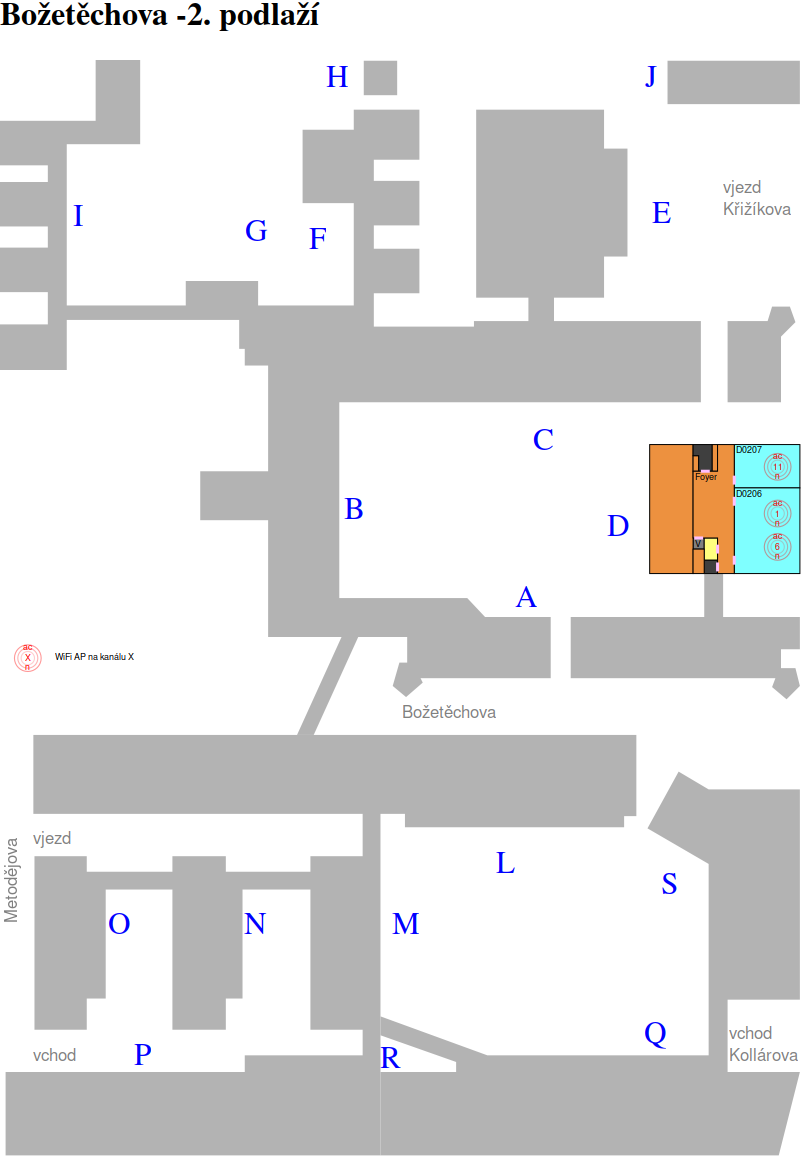 Božetěchova -2. podlaží
H
J
vjezd
Křižíkova
I
G
F
E
C
D0207
ac
11
n
Foyer
D0206
ac
1
n
B
D
V
ac
6
n
A
ac
X
n
WiFi AP na kanálu X
Božetěchova
vjezd
Metodějova
L
S
O
N
M
vchod
P
R
Q
vchod
Kollárova